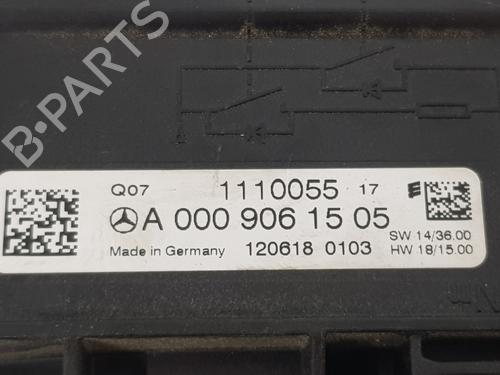 B-PARTS
Q07 1110055 17 E
A 000 906 15 05
SW 14/36.00
Made in Germany 120618 0103 HW 18/15.00